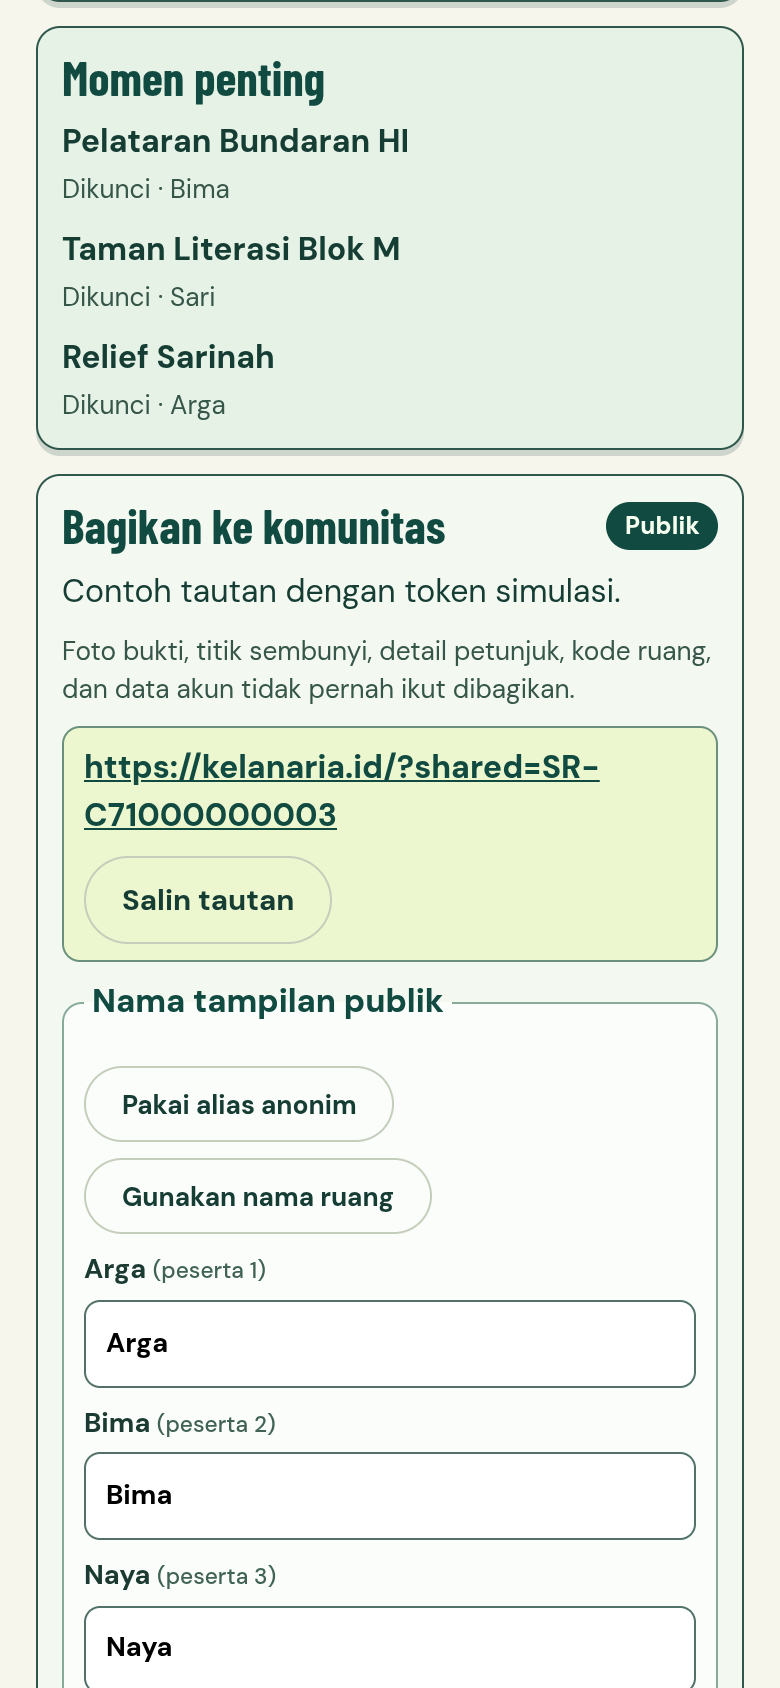 Momen penting
Pelataran Bundaran HI
Dikunci · Bima
Taman Literasi Blok M
Dikunci · Sari
Relief Sarinah
Dikunci · Arga
Bagikan ke komunitas
Publik
Contoh tautan dengan token simulasi.
Foto bukti, titik sembunyi, detail petunjuk, kode ruang,
dan data akun tidak pernah ikut dibagikan.
https://kelanaria.id/?shared=SR-
C71000000003
Salin tautan
Nama tampilan publik
Pakai alias anonim
Gunakan nama ruang
Arga (peserta 1)
Arga
Bima (peserta 2)
Bima
Naya (peserta 3)
Naya